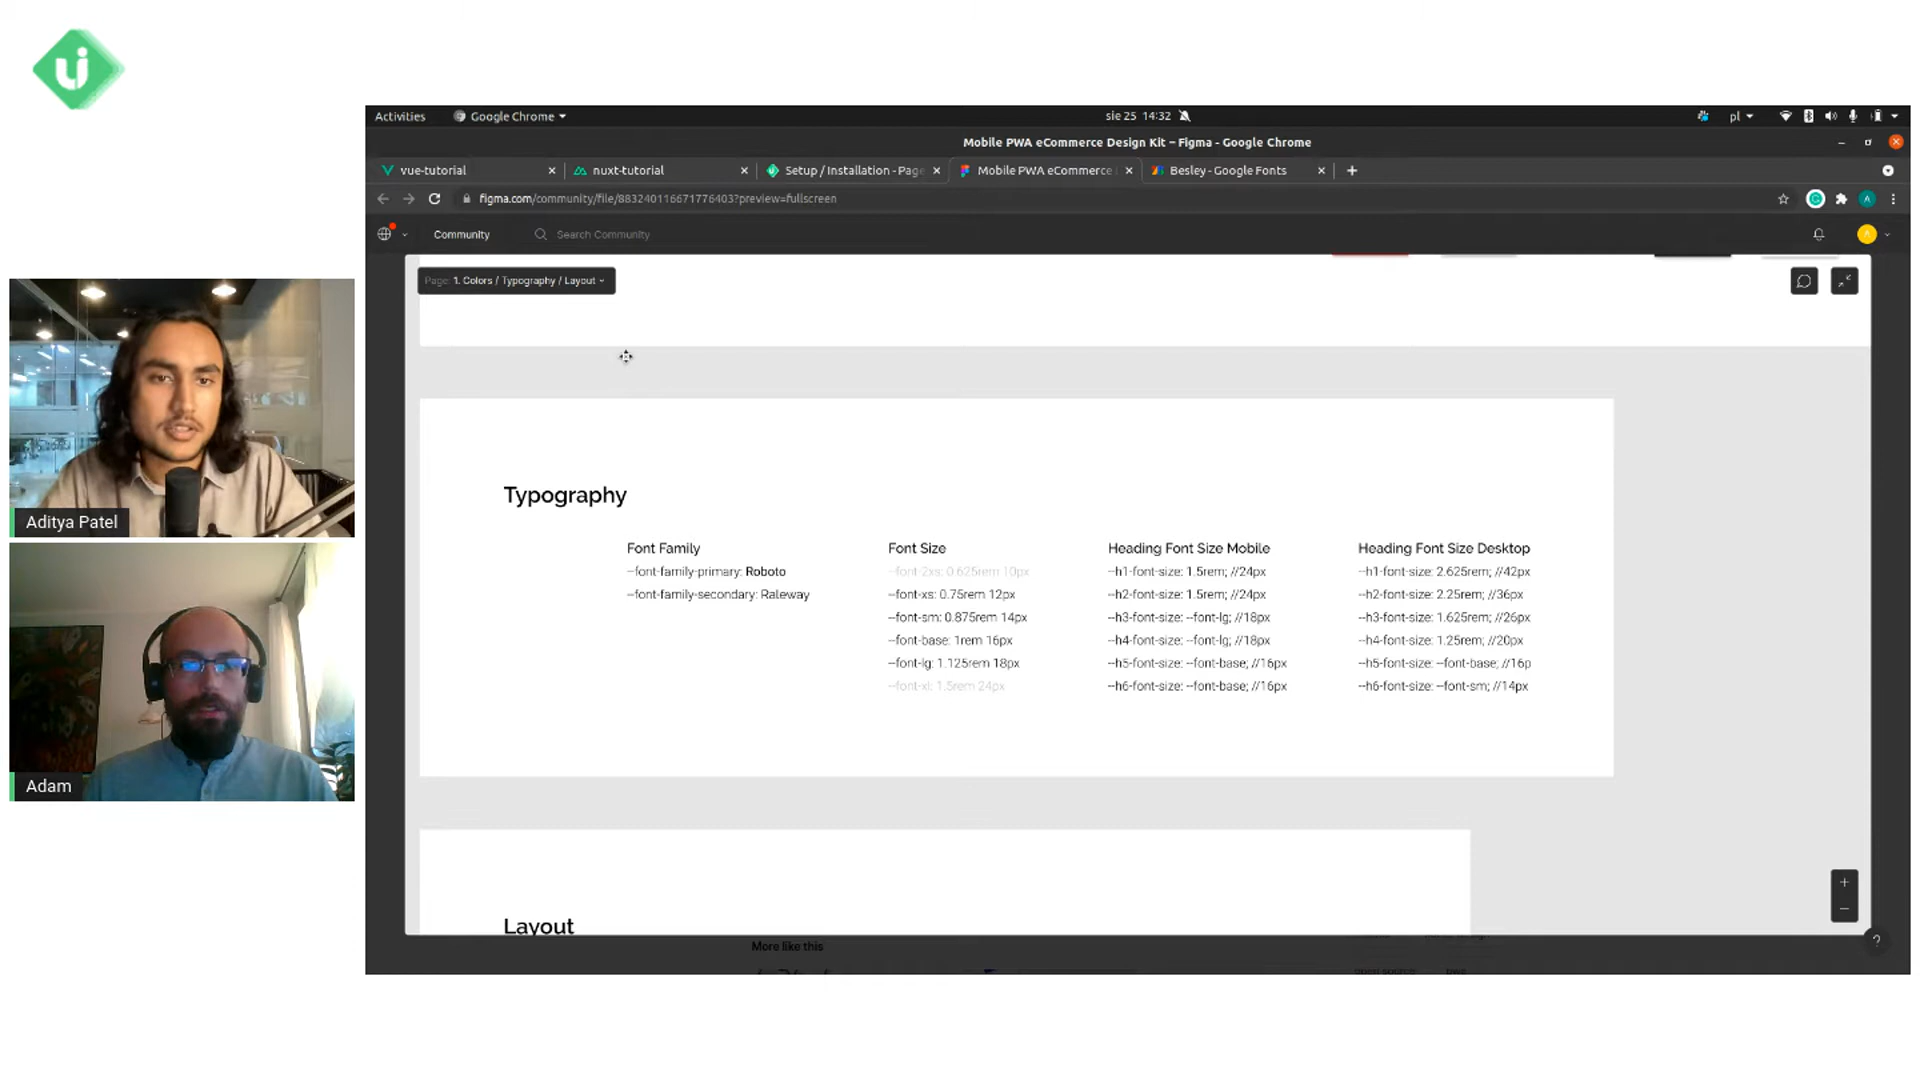 Activities
Google Chrome
sie 25 14:32
pl
Mobile PWA eCommerce Design Kit – Figma - Google Chrome
vue-tutorial
nuxt-tutorial
Setup / Installation - Page
Mobile PWA eCommerce
Besley - Google Fonts
figma.com/community/file/883240116671776403?preview=fullscreen
Community
Search Community
Page: 1. Colors / Typography / Layout
Typography
Font Family
--font-family-primary: Roboto
--font-family-secondary: Raleway
Font Size
--font-2xs: 0.625rem 10px
--font-xs: 0.75rem 12px
--font-sm: 0.875rem 14px
--font-base: 1rem 16px
--font-lg: 1.125rem 18px
--font-xl: 1.5rem 24px
Heading Font Size Mobile
--h1-font-size: 1.5rem; //24px
--h2-font-size: 1.5rem; //24px
--h3-font-size: --font-lg; //18px
--h4-font-size: --font-lg; //18px
--h5-font-size: --font-base; //16px
--h6-font-size: --font-base; //16px
Heading Font Size Desktop
--h1-font-size: 2.625rem; //42px
--h2-font-size: 2.25rem; //36px
--h3-font-size: 1.625rem; //26px
--h4-font-size: 1.25rem; //20px
--h5-font-size: --font-base; //16p
--h6-font-size: --font-sm; //14px
Layout
More like this
Aditya Patel
Adam